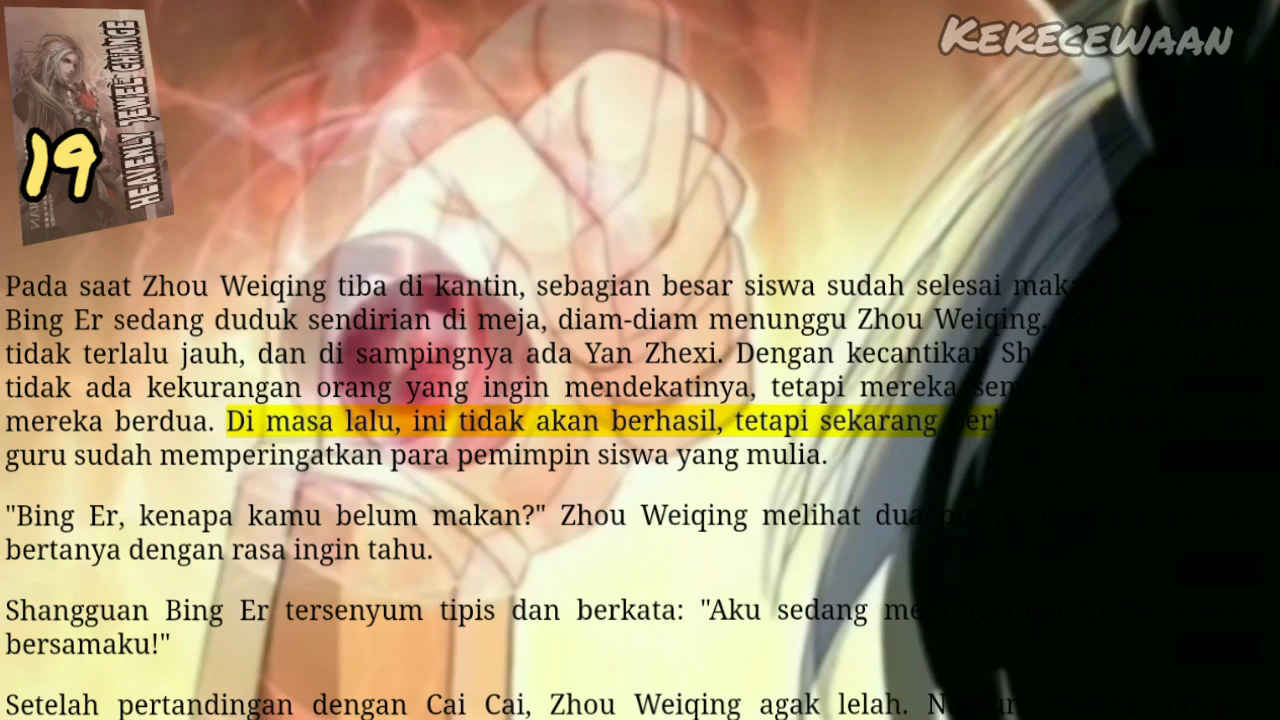 Kekecewaan
HEAVENLY JEWEL CHANGE
19
Pada saat Zhou Weiqing tiba di kantin, sebagian besar siswa sudah selesai
Bing Er sedang duduk sendirian di meja, diam-diam menunggu Zhou Weiqing.
tidak terlalu jauh, dan di sampingnya ada Yan Zhexi. Dengan kecantikan
tidak ada kekurangan orang yang ingin mendekatinya, tetapi mereka
mereka berdua. Di masa lalu, ini tidak akan berhasil, tetapi sekarang
guru sudah memperingatkan para pemimpin siswa yang mulia.
"Bing Er, kenapa kamu belum makan?" Zhou Weiqing melihat dua
bertanya dengan rasa ingin tahu.
Shangguan Bing Er tersenyum tipis dan berkata: "Aku sedang
bersamaku!"
Setelah pertandingan dengan Cai Cai, Zhou Weiqing agak lelah.